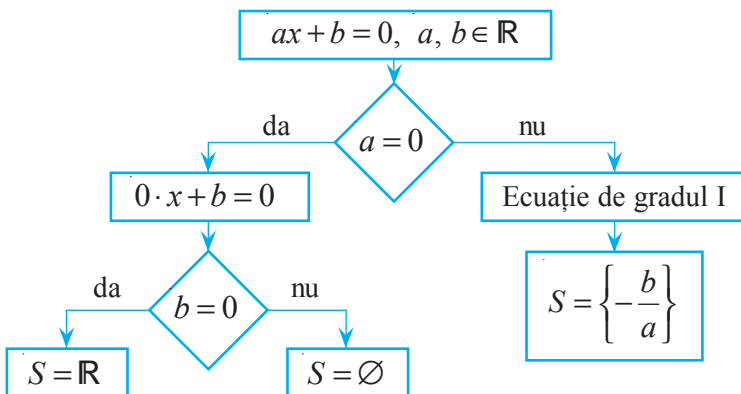 ax + b = 0, a, b ∈ ℝ
da
a = 0
nu
0 · x + b = 0
Ecuație de gradul I
da
b = 0
nu
S = {−b/a}
S = ℝ
S = ∅